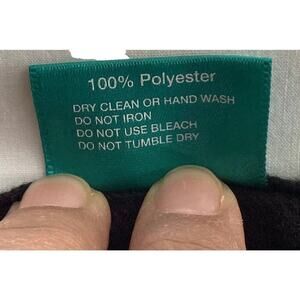 100% Polyester
DRY CLEAN OR HAND WASH
DO NOT IRON
DO NOT USE BLEACH
DO NOT TUMBLE DRY